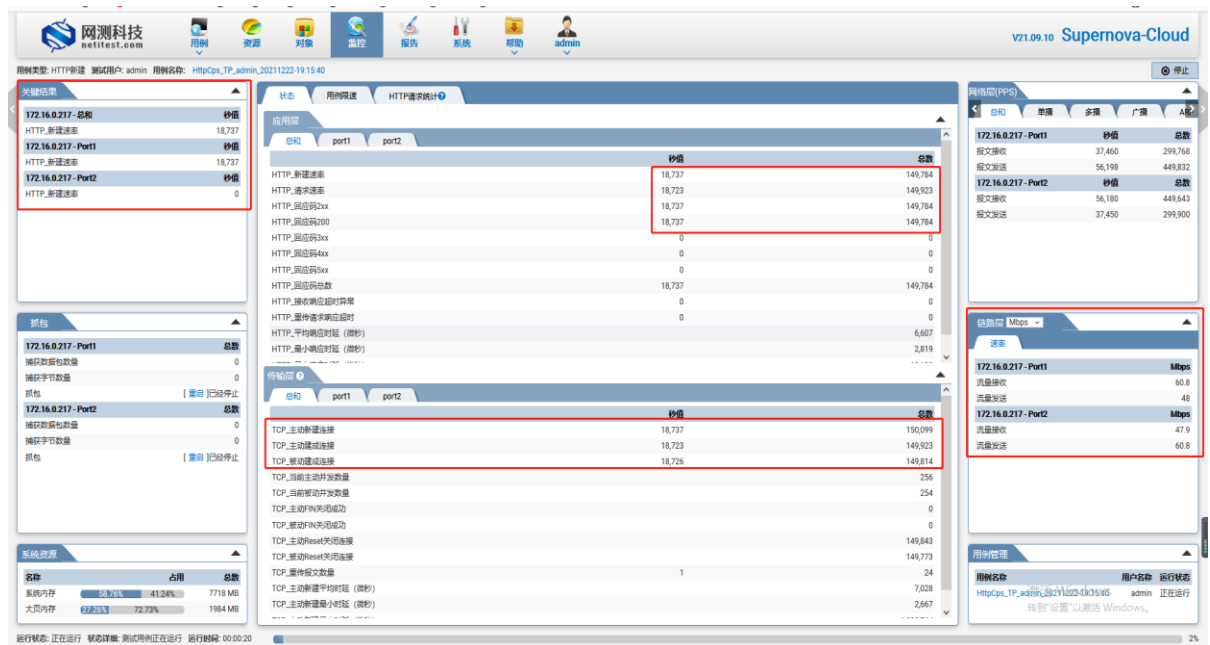 网测科技
netitest.com
用例
资源
对象
监控
报告
系统
帮助
admin
V21.09.10 Supernova-Cloud
用例类型: HTTP新建 测试用户: admin 用例名称: HttpCps_TP_admin_20211222-19:15:40
停止
关键结果
172.16.0.217 - 总和 秒值
HTTP_新建速率 18,737
172.16.0.217 - Port1 秒值
HTTP_新建速率 18,737
172.16.0.217 - Port2 秒值
HTTP_新建速率 0
抓包
172.16.0.217 - Port1 总数
捕获数据包数量 0
捕获字节数量 0
抓包 [ 重启 ]已经停止
172.16.0.217 - Port2 总数
捕获数据包数量 0
捕获字节数量 0
抓包 [ 重启 ]已经停止
系统资源
名称 占用 总数
系统内存 58.76% 41.24% 7718 MB
大页内存 27.26% 72.73% 1984 MB
状态 用例限速 HTTP请求统计
应用层
总和 port1 port2
秒值 总数
HTTP_新建速率 18,737 149,784
HTTP_请求速率 18,723 149,923
HTTP_回应码2xx 18,737 149,784
HTTP_回应码200 18,737 149,784
HTTP_回应码3xx 0 0
HTTP_回应码4xx 0 0
HTTP_回应码5xx 0 0
HTTP_回应码总数 18,737 149,784
HTTP_接收响应超时异常 0 0
HTTP_重传请求响应超时 0 0
HTTP_平均响应时延（微秒） 6,607
HTTP_最小响应时延（微秒） 2,819
传输层
总和 port1 port2
秒值 总数
TCP_主动新建连接 18,737 150,099
TCP_主动建成连接 18,723 149,923
TCP_被动建成连接 18,726 149,814
TCP_当前主动并发数量 256
TCP_当前被动并发数量 254
TCP_主动FIN关闭成功 0
TCP_被动FIN关闭成功 0
TCP_主动Reset关闭连接 149,843
TCP_被动Reset关闭连接 149,773
TCP_重传报文数量 1 24
TCP_主动新建平均时延（微秒） 7,028
TCP_主动新建最小时延（微秒） 2,667
网络层(PPS)
总和 单播 多播 广播
172.16.0.217 - Port1 秒值 总数
报文接收 37,460 299,768
报文发送 56,198 449,832
172.16.0.217 - Port2 秒值 总数
报文接收 56,180 449,643
报文发送 37,450 299,900
链路层 Mbps
速率
172.16.0.217 - Port1 Mbps
流量接收 60.8
流量发送 48
172.16.0.217 - Port2 Mbps
流量接收 47.9
流量发送 60.8
用例管理
用例名称 用户名称 运行状态
HttpCps_TP_admin_20211222-19:15:40 admin 正在运行
激活 Windows
转到"设置"以激活 Windows。
运行状态: 正在运行 状态详细: 测试用例正在运行 运行时间: 00:00:20
2%